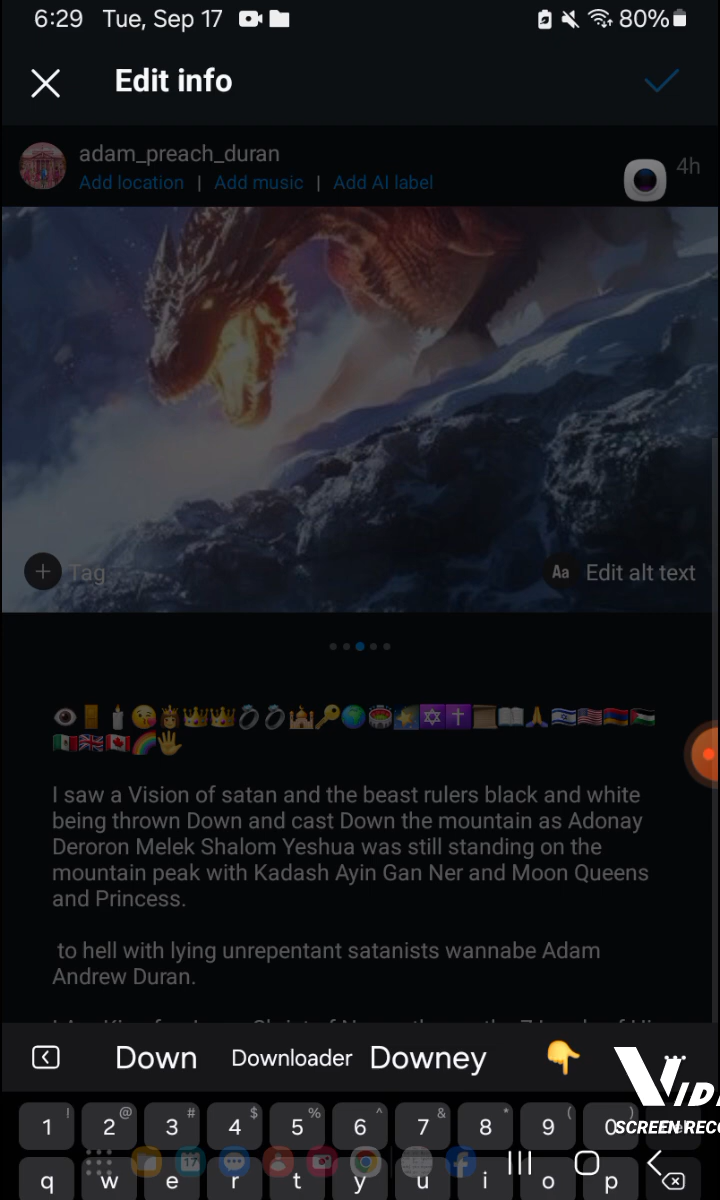 6:29 Tue, Sep 17 80%
Edit info
adam_preach_duran
4h
Add location | Add music | Add AI label
Tag
Aa Edit alt text
I saw a Vision of satan and the beast rulers black and white
being thrown Down and cast Down the mountain as Adonay
Deroron Melek Shalom Yeshua was still standing on the
mountain peak with Kadash Ayin Gan Ner and Moon Queens
and Princess.
to hell with lying unrepentant satanists wannabe Adam
Andrew Duran.
Down Downloader Downey
! @ # $ % ^ & * ( )
1 2 3 4 5 6 7 8 9 0
SCREEN RECO
17
q w e r t y u i o p